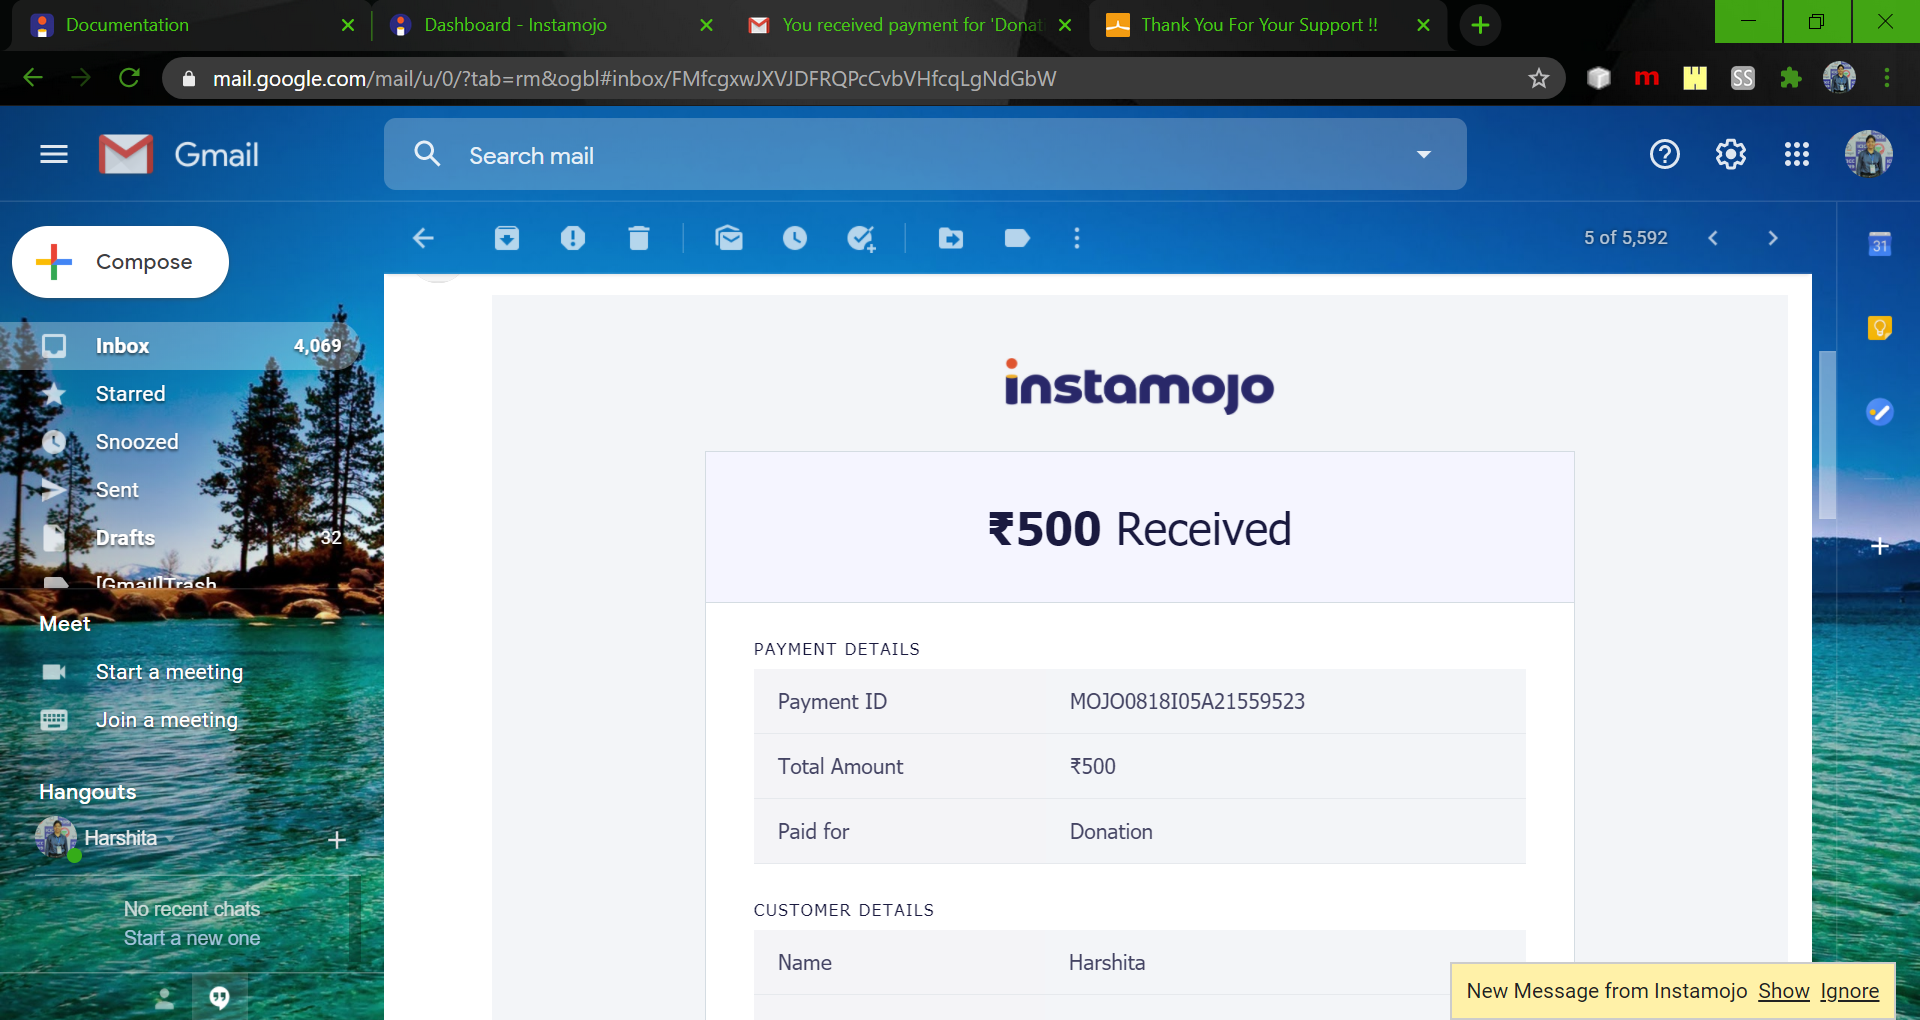 Documentation
Dashboard - Instamojo
You received payment for 'Donat
Thank You For Your Support !!
mail.google.com/mail/u/0/?tab=rm&ogbl#inbox/FMfcgxwJXVJDFRQPcCvbVHfcqLgNdGbW
m
SS
Gmail
Search mail
Compose
5 of 5,592
31
Inbox 4,069
Starred
Snoozed
Sent
Drafts 32
[Gmail]Trash
Meet
Start a meeting
Join a meeting
Hangouts
Harshita
No recent chats
Start a new one
instamojo
₹500 Received
PAYMENT DETAILS
Payment ID MOJO0818I05A21559523
Total Amount ₹500
Paid for Donation
CUSTOMER DETAILS
Name Harshita
New Message from Instamojo Show Ignore